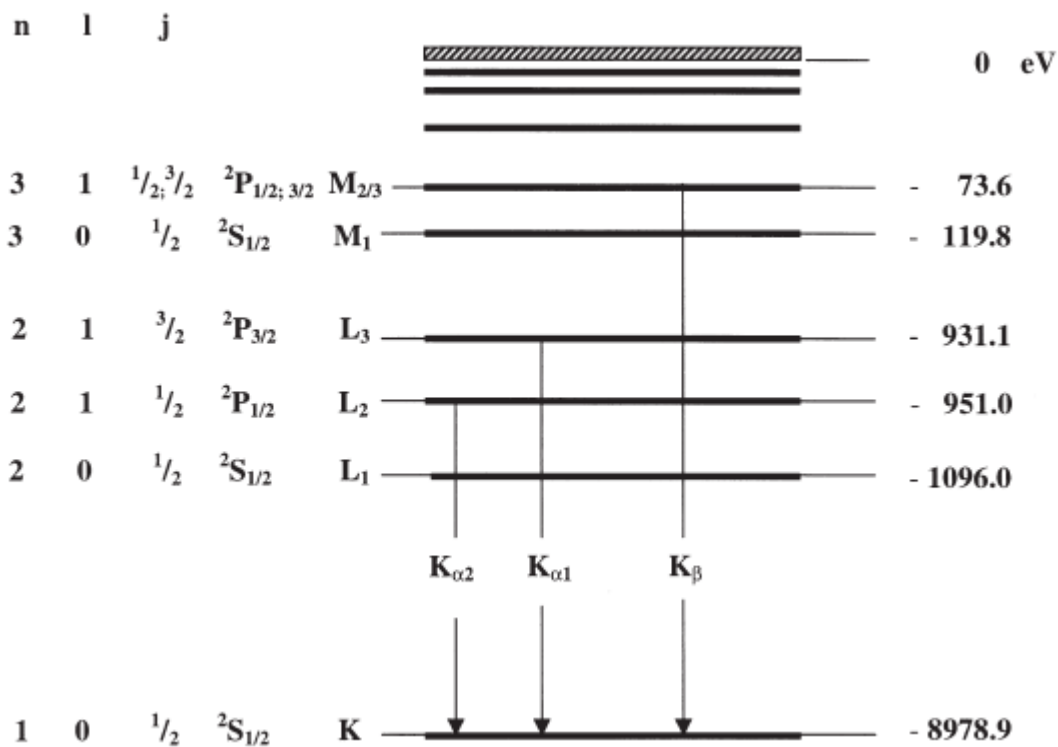 n l j
0 eV
3 1 ¹/₂;³/₂ ²P₁/₂; ₃/₂ M₂/₃ - 73.6
3 0 ¹/₂ ²S₁/₂ M₁ - 119.8
2 1 ³/₂ ²P₃/₂ L₃ - 931.1
2 1 ¹/₂ ²P₁/₂ L₂ - 951.0
2 0 ¹/₂ ²S₁/₂ L₁ - 1096.0
Kα2 Kα1 Kβ
1 0 ¹/₂ ²S₁/₂ K - 8978.9